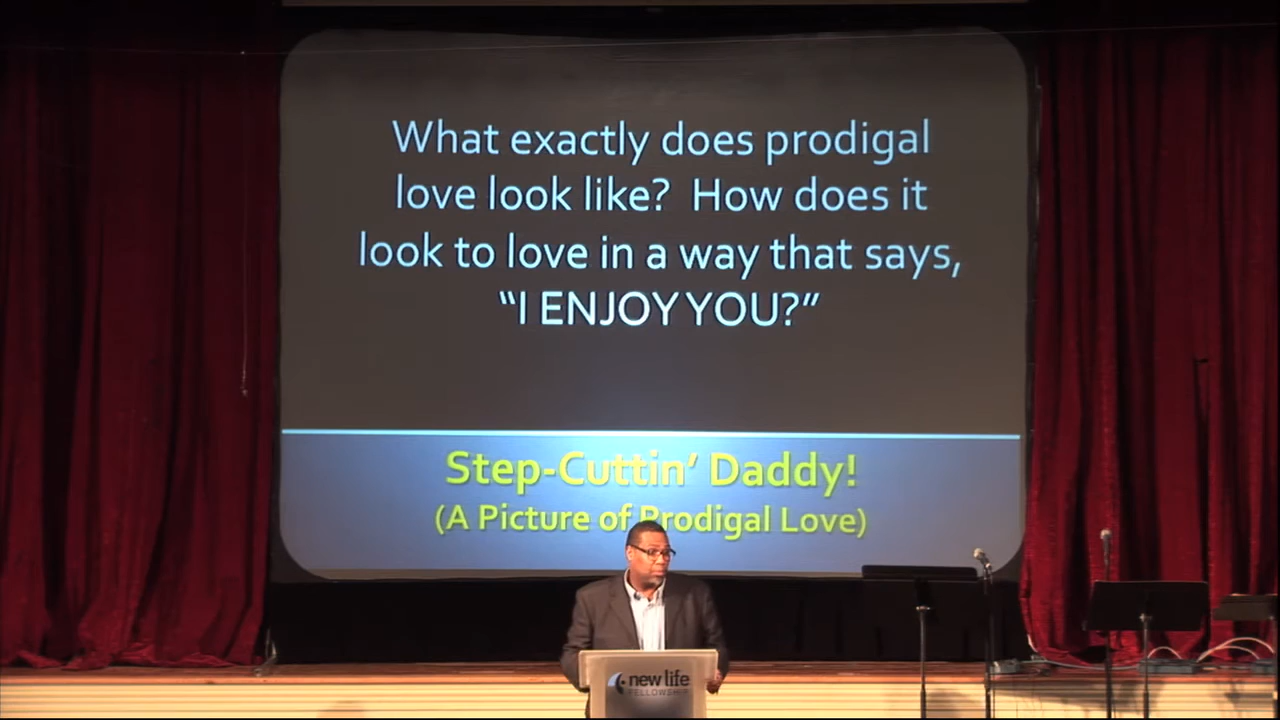 What exactly does prodigal
love look like? How does it
look to love in a way that says,
“I ENJOY YOU?”
Step-Cuttin’ Daddy!
(A Picture of Prodigal Love)
new life
FELLOWSHIP